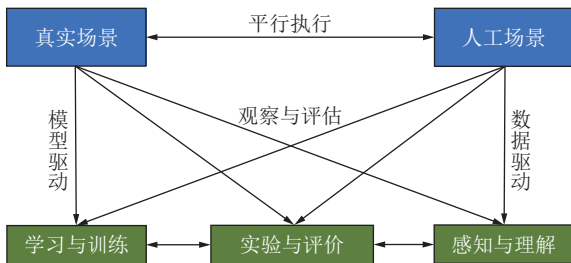 平行执行
真实场景
人工场景
观察与评估
模型驱动
数据驱动
学习与训练
实验与评价
感知与理解